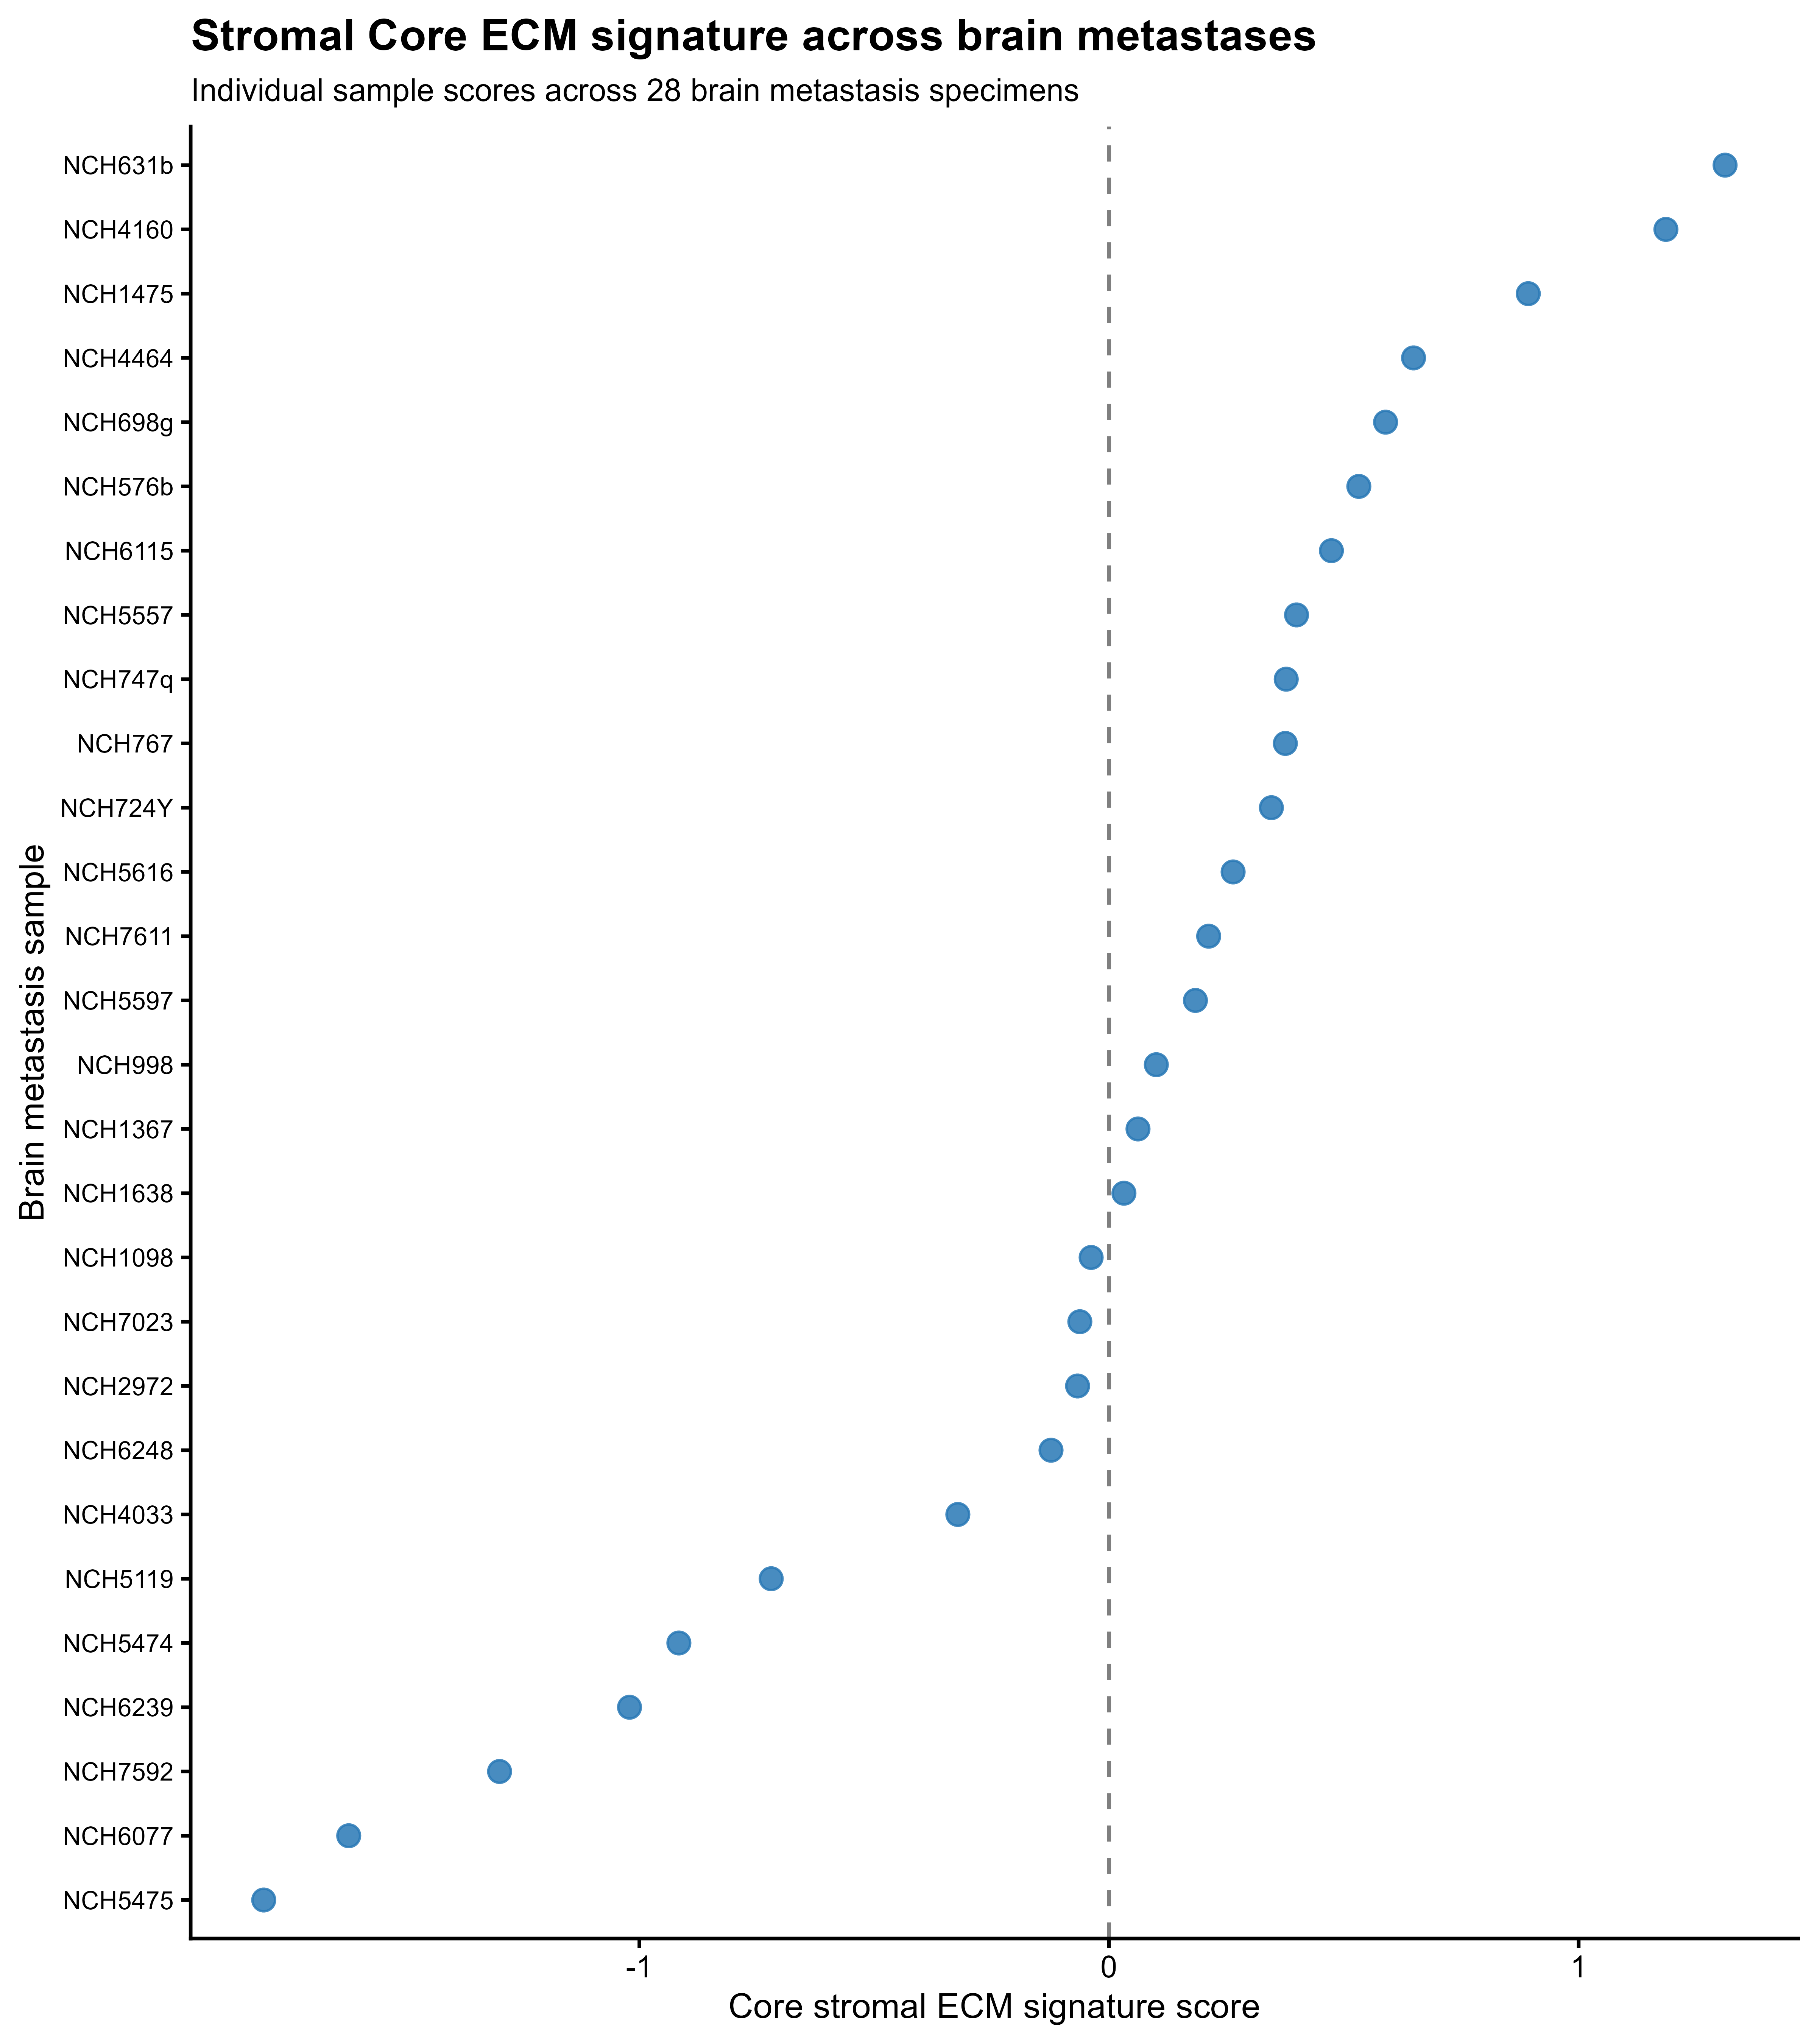 Stromal Core ECM signature across brain metastases
Individual sample scores across 28 brain metastasis specimens
Brain metastasis sample
NCH631b
NCH4160
NCH1475
NCH4464
NCH698g
NCH576b
NCH6115
NCH5557
NCH747q
NCH767
NCH724Y
NCH5616
NCH7611
NCH5597
NCH998
NCH1367
NCH1638
NCH1098
NCH7023
NCH2972
NCH6248
NCH4033
NCH5119
NCH5474
NCH6239
NCH7592
NCH6077
NCH5475
-1 0 1
Core stromal ECM signature score